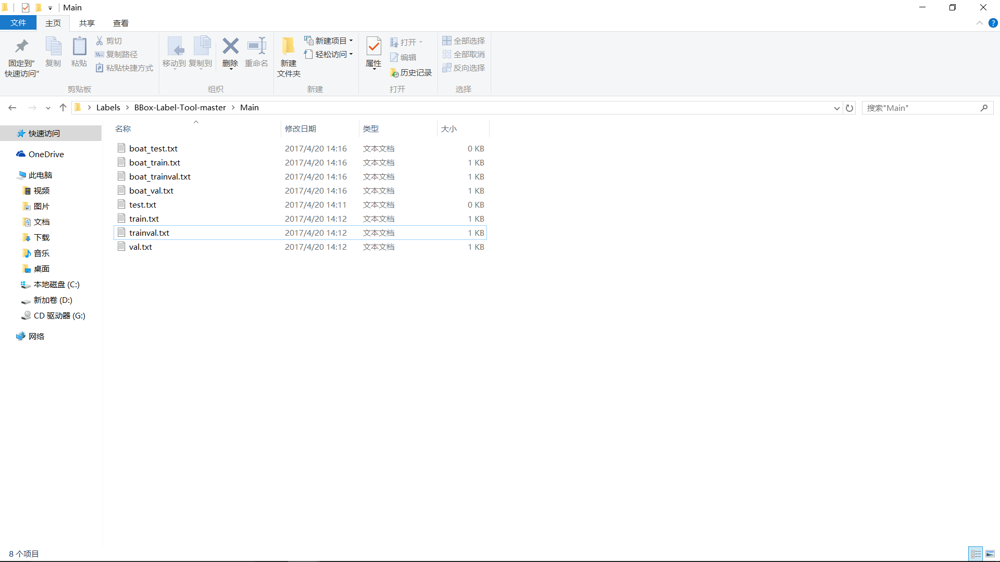 Main
文件 主页 共享 查看
固定到"快速访问" 复制 粘贴 剪切 复制路径 粘贴快捷方式
移动到 复制到 删除 重命名
新建文件夹 新建项目 轻松访问
属性 打开 编辑 历史记录
全部选择 全部取消 反向选择
剪贴板 组织 新建 打开 选择
Labels BBox-Label-Tool-master Main
搜索"Main"
快速访问
OneDrive
此电脑
视频
图片
文档
下载
音乐
桌面
本地磁盘 (C:)
新加卷 (D:)
CD 驱动器 (G:)
网络
名称 修改日期 类型 大小
boat_test.txt 2017/4/20 14:16 文本文档 0 KB
boat_train.txt 2017/4/20 14:16 文本文档 1 KB
boat_trainval.txt 2017/4/20 14:16 文本文档 1 KB
boat_val.txt 2017/4/20 14:16 文本文档 1 KB
test.txt 2017/4/20 14:11 文本文档 0 KB
train.txt 2017/4/20 14:12 文本文档 1 KB
trainval.txt 2017/4/20 14:12 文本文档 1 KB
val.txt 2017/4/20 14:12 文本文档 1 KB
8 个项目